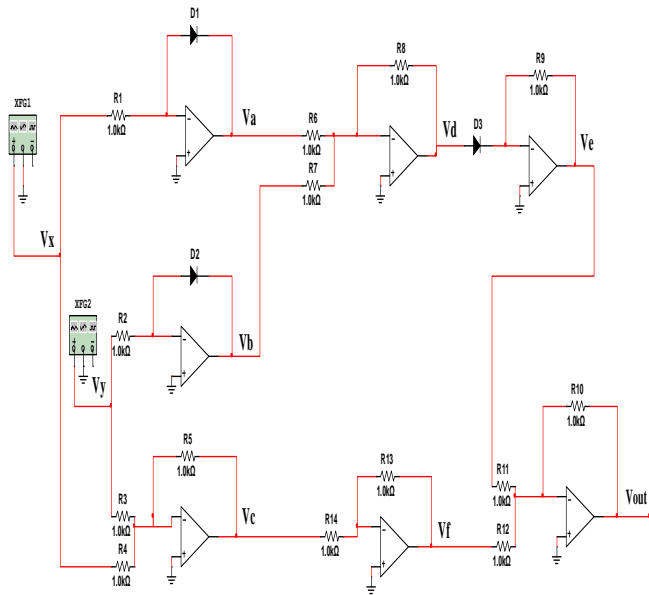 D1
R8
R9
1.0kΩ
1.0kΩ
XFG1
R1
1.0kΩ
Va
R6
1.0kΩ
Vd
D3
Ve
R7
1.0kΩ
Vx
D2
XFG2
R2
1.0kΩ
Vb
Vy
R10
1.0kΩ
R5
1.0kΩ
R13
1.0kΩ
R3
1.0kΩ
Vc
R14
1.0kΩ
Vf
R11
1.0kΩ
Vout
R4
1.0kΩ
R12
1.0kΩ